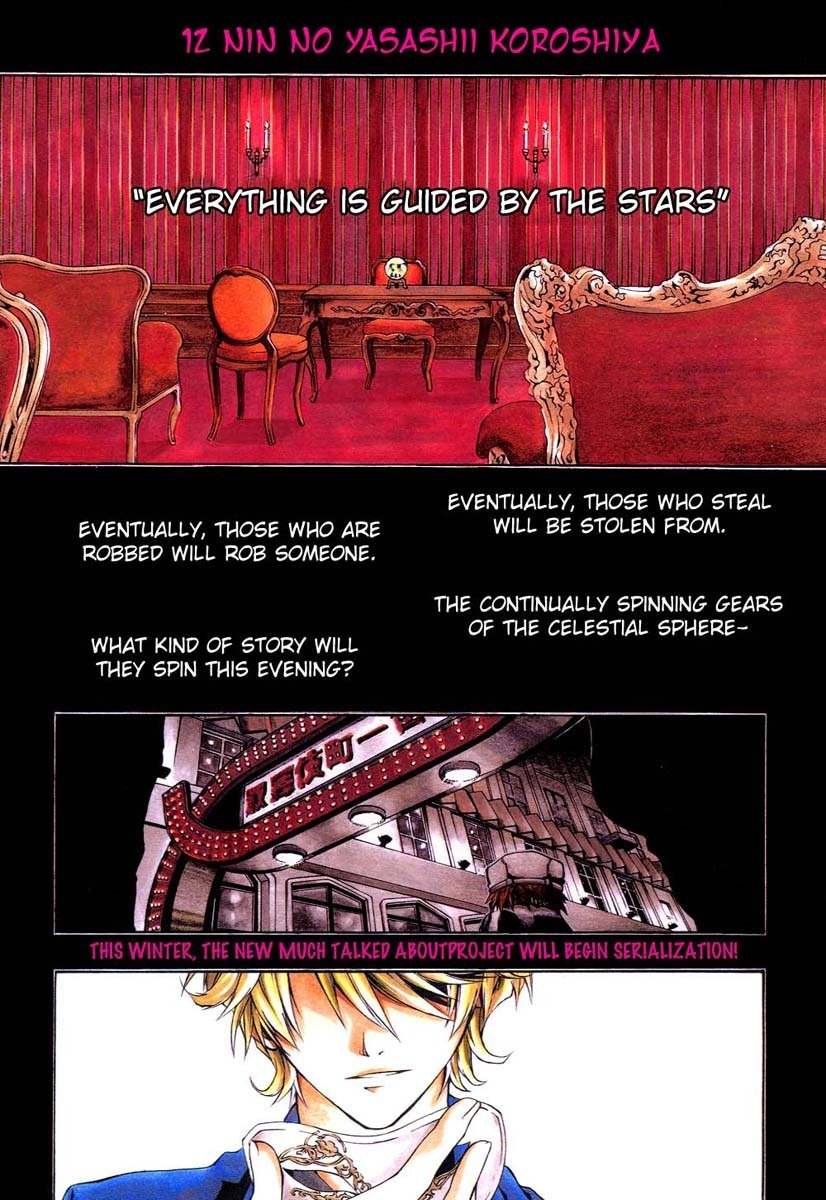 12 NIN NO YASASHII KOROSHIYA
"EVERYTHING IS GUIDED BY THE STARS"
EVENTUALLY, THOSE WHO STEAL
WILL BE STOLEN FROM.
EVENTUALLY, THOSE WHO ARE
ROBBED WILL ROB SOMEONE.
THE CONTINUALLY SPINNING GEARS
OF THE CELESTIAL SPHERE-
WHAT KIND OF STORY WILL
THEY SPIN THIS EVENING?
歌舞伎町一
THIS WINTER, THE NEW MUCH TALKED ABOUTPROJECT WILL BEGIN SERIALIZATION!